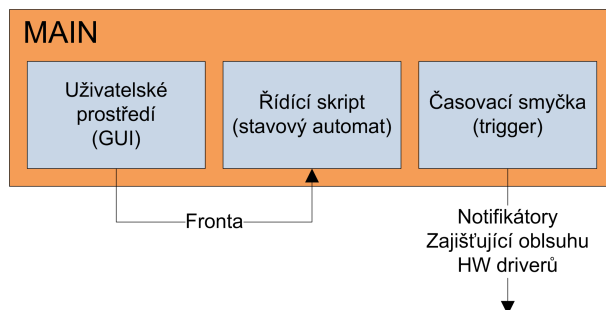 MAIN
Uživatelské
prostředí
(GUI)
Řídící skript
(stavový automat)
Časovací smyčka
(trigger)
Fronta
Notifikátory
Zajišťující oblsuhu
HW driverů